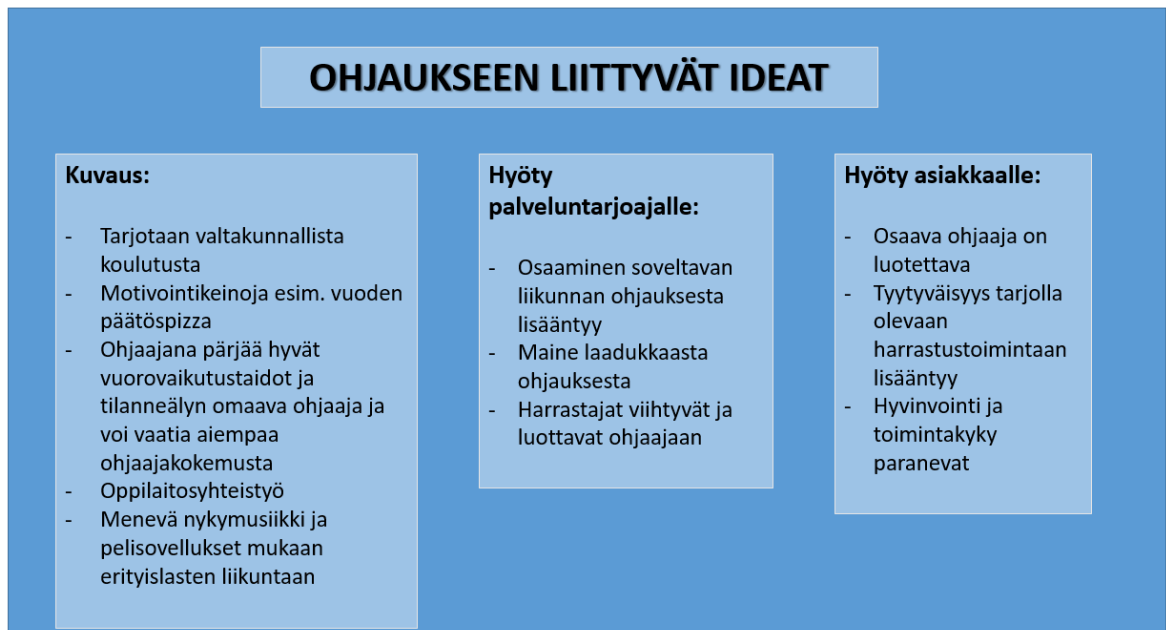 OHJAUKSEEN LIITTYVÄT IDEAT
Kuvaus:
- Tarjotaan valtakunnallista
koulutusta
- Motivointikeinoja esim. vuoden
päätöspizza
- Ohjaajana pärjää hyvät
vuorovaikutustaidot ja
tilanneälyn omaava ohjaaja ja
voi vaatia aiempaa
ohjaajakokemusta
- Oppilaitosyhteistyö
- Menevä nykymusiikki ja
pelisovellukset mukaan
erityislasten liikuntaan
Hyöty
palveluntarjoajalle:
- Osaaminen soveltavan
liikunnan ohjauksesta
lisääntyy
- Maine laadukkaasta
ohjauksesta
- Harrastajat viihtyvät ja
luottavat ohjaajaan
Hyöty asiakkaalle:
- Osaava ohjaaja on
luotettava
- Tyytyväisyys tarjolla
olevaan
harrastustoimintaan
lisääntyy
- Hyvinvointi ja
toimintakyky
paranevat